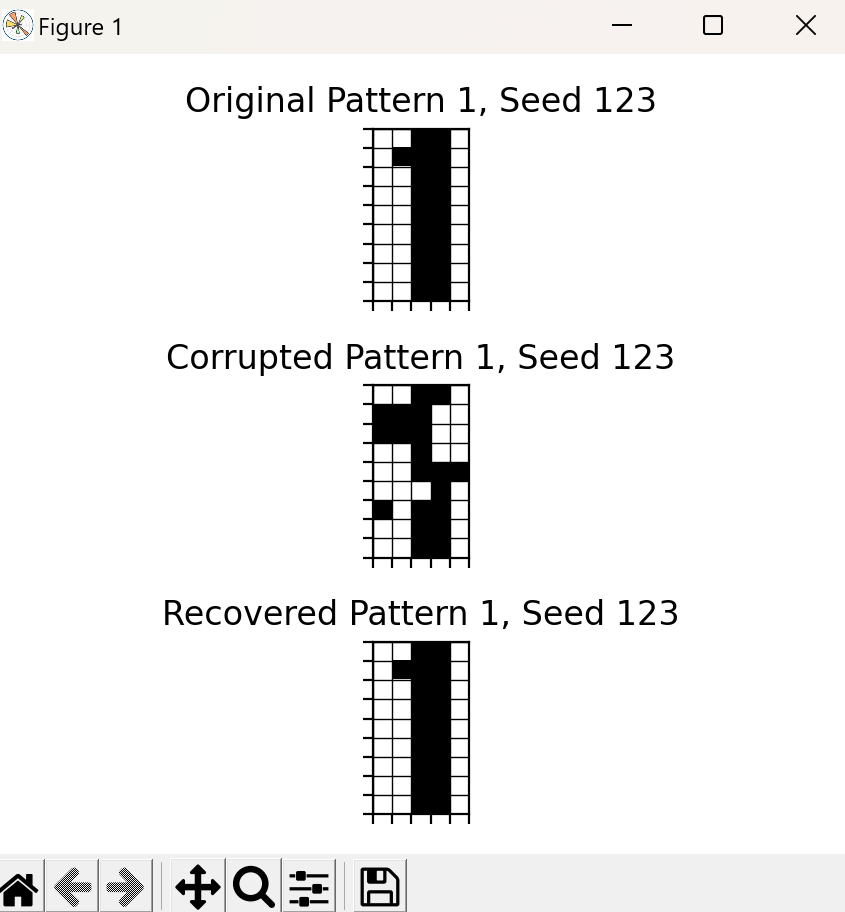 Figure 1
Original Pattern 1, Seed 123
Corrupted Pattern 1, Seed 123
Recovered Pattern 1, Seed 123